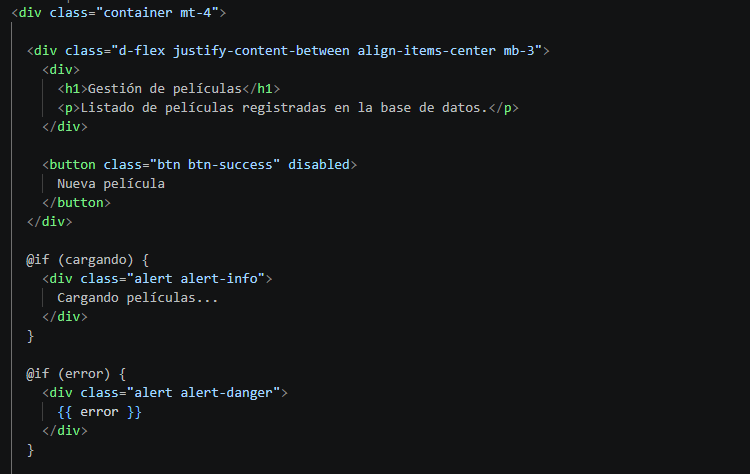 <div class="container mt-4">
<div class="d-flex justify-content-between align-items-center mb-3">
<div>
<h1>Gestión de películas</h1>
<p>Listado de películas registradas en la base de datos.</p>
</div>
<button class="btn btn-success" disabled>
Nueva película
</button>
</div>
@if (cargando) {
<div class="alert alert-info">
Cargando películas...
</div>
}
@if (error) {
<div class="alert alert-danger">
{{ error }}
</div>
}